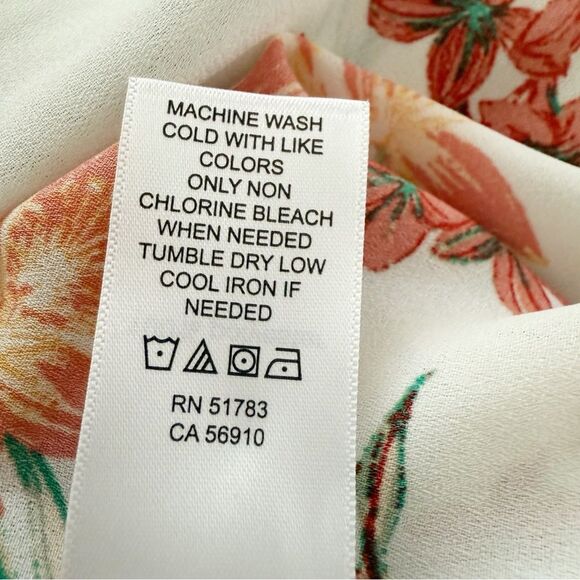 MACHINE WASH
COLD WITH LIKE
COLORS
ONLY NON
CHLORINE BLEACH
WHEN NEEDED
TUMBLE DRY LOW
COOL IRON IF
NEEDED
RN 51783
CA 56910